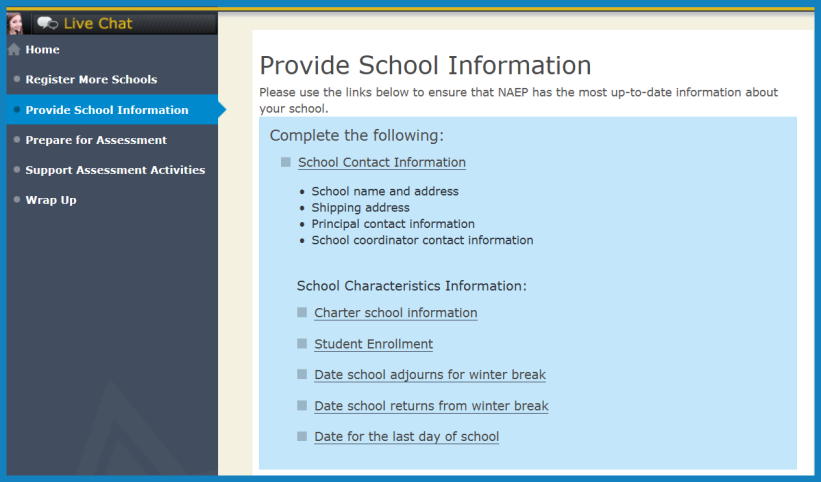 Live Chat
Home
Register More Schools
Provide School Information
Prepare for Assessment
Support Assessment Activities
Wrap Up
Provide School Information
Please use the links below to ensure that NAEP has the most up-to-date information about
your school.
Complete the following:
School Contact Information
• School name and address
• Shipping address
• Principal contact information
• School coordinator contact information
School Characteristics Information:
Charter school information
Student Enrollment
Date school adjourns for winter break
Date school returns from winter break
Date for the last day of school